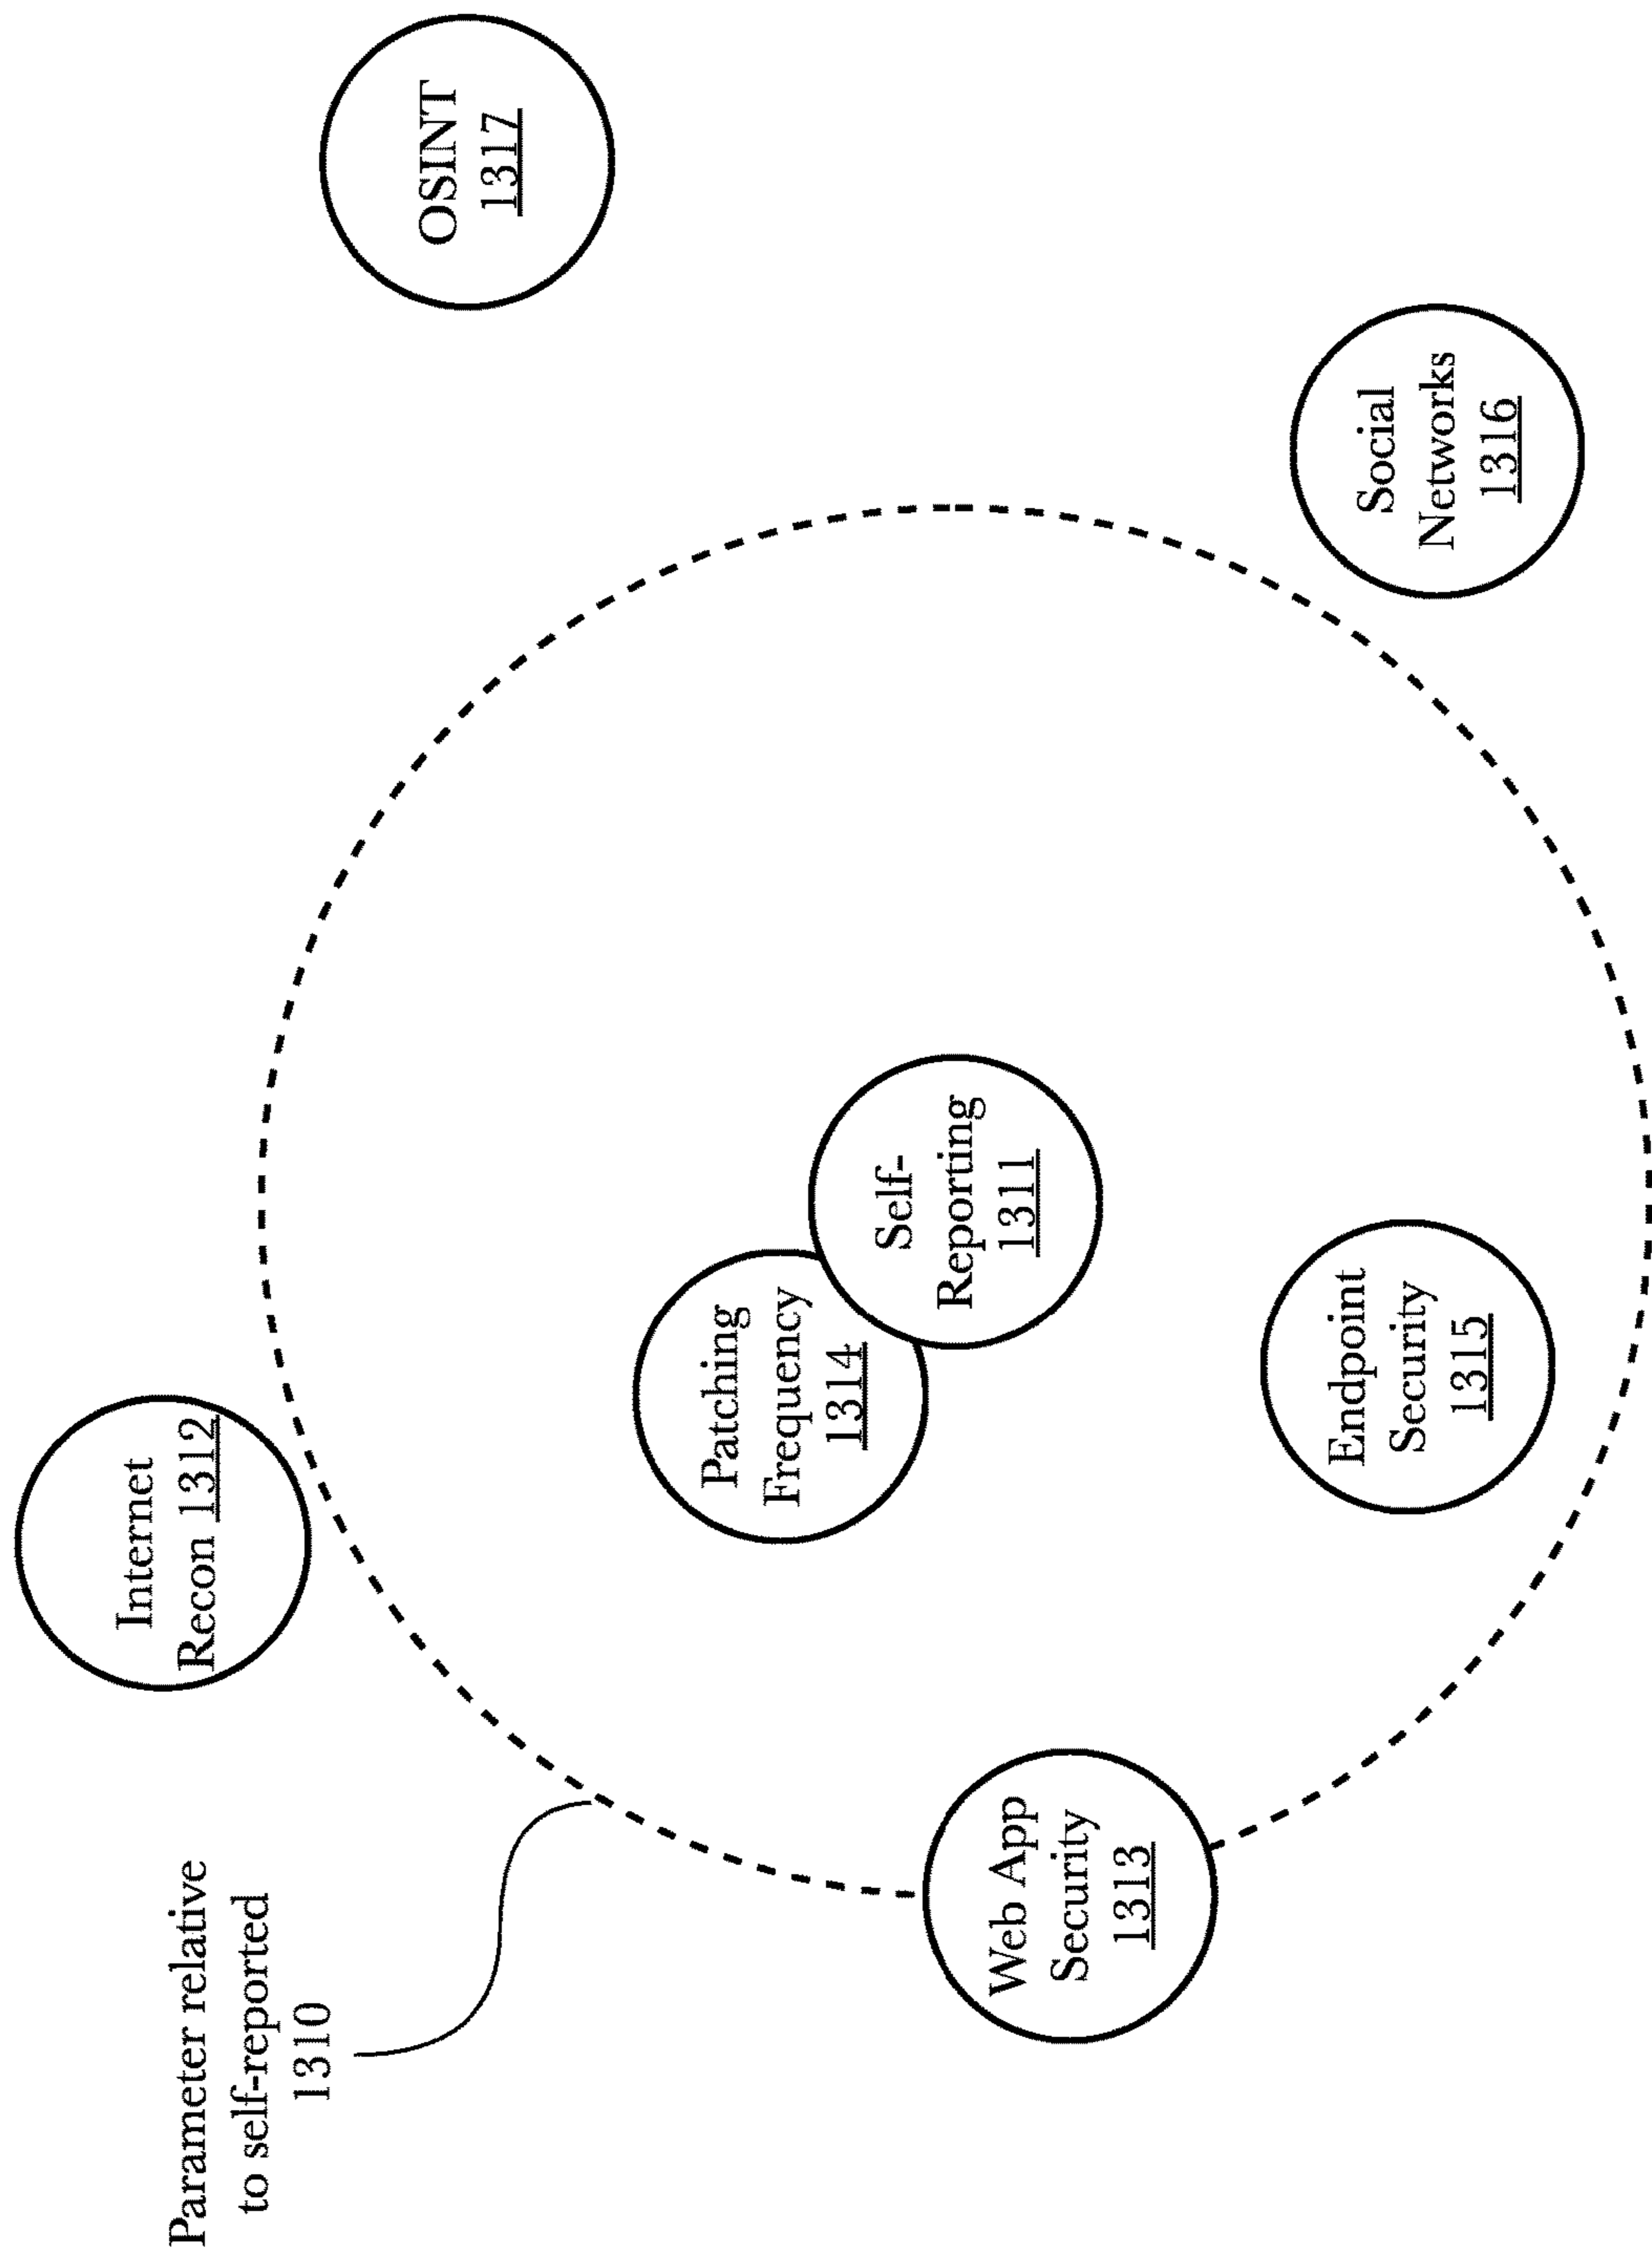 Parameter relative
to self-reported
1310
Internet
Recon 1312
OSINT
1317
Patching
Frequency
1314
Self-
Reporting
1311
Web App
Security
1313
Endpoint
Security
1315
Social
Networks
1316